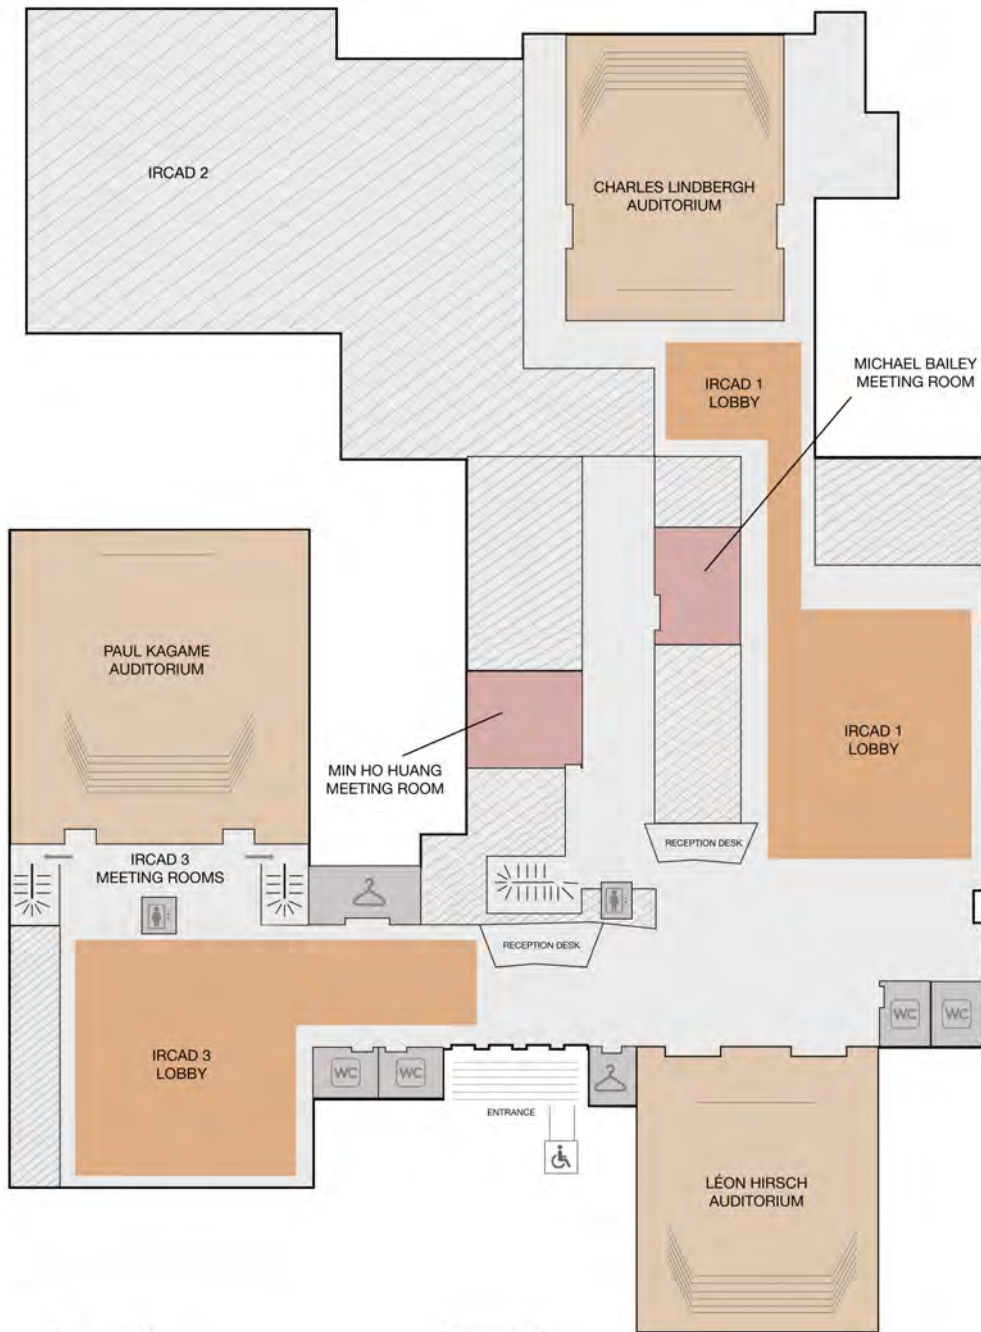 IRCAD 2
CHARLES LINDBERGH
AUDITORIUM
MICHAEL BAILEY
MEETING ROOM
IRCAD 1
LOBBY
PAUL KAGAME
AUDITORIUM
IRCAD 1
LOBBY
MIN HO HUANG
MEETING ROOM
RECEPTION DESK
IRCAD 3
MEETING ROOMS
RECEPTION DESK
WC
WC
IRCAD 3
LOBBY
WC
WC
ENTRANCE
LÉON HIRSCH
AUDITORIUM